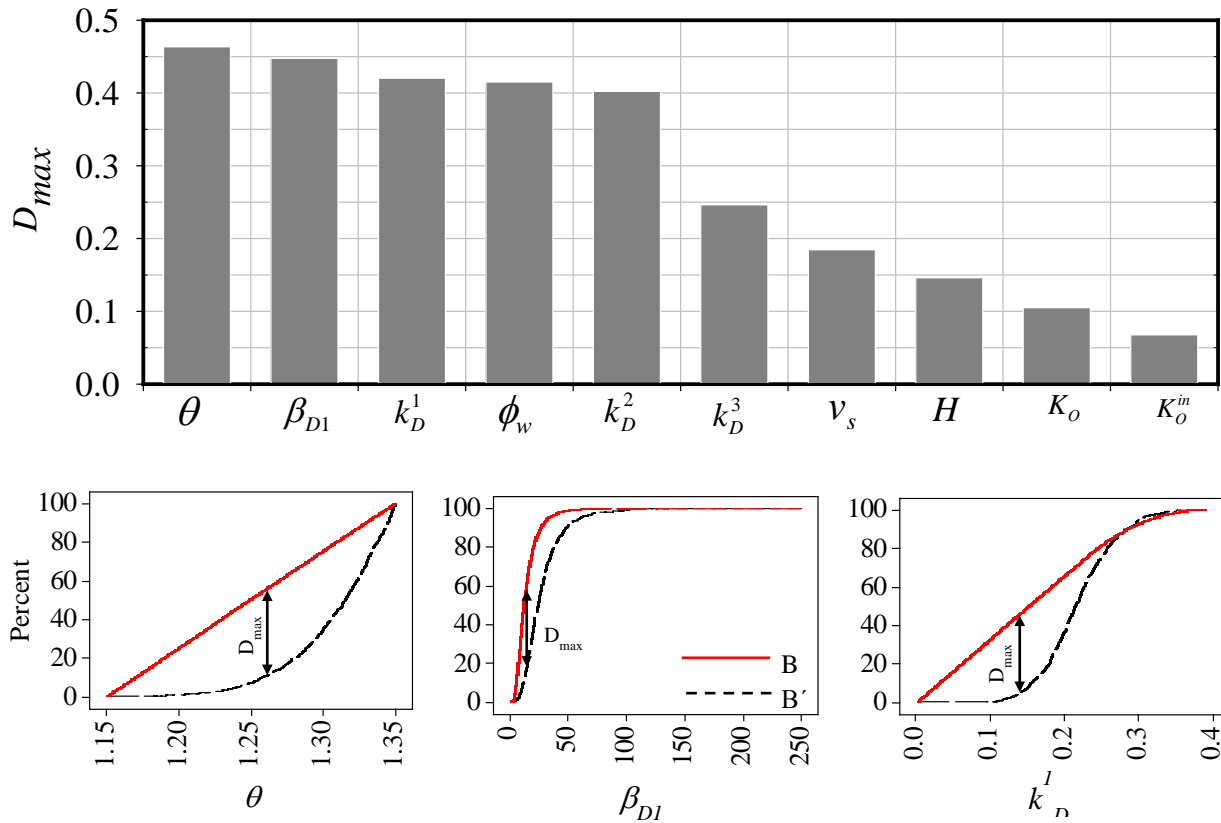 0.5
0.4
0.3
0.2
0.1
0.0
D_max
θ β_D1 k_D^1 ϕ_w k_D^2 k_D^3 v_s H K_O K_O^in
Percent
100
80
60
40
20
0
D_max
1.15 1.20 1.25 1.30 1.35
θ
100
80
60
40
20
0
D_max
B
B′
0 50 100 150 200 250
β_D1
100
80
60
40
20
0
D_max
0.0 0.1 0.2 0.3 0.4
k_D^1